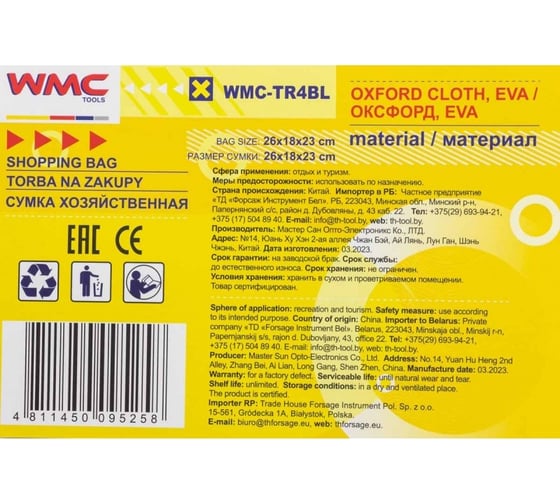 WMC
TOOLS
WMC-TR4BL
OXFORD CLOTH, EVA /
ОКСФОРД, EVA
BAG SIZE: 26x18x23 cm
РАЗМЕР СУМКИ: 26x18x23 cm
material / материал
SHOPPING BAG
TORBA NA ZAKUPY
СУМКА ХОЗЯЙСТВЕННАЯ
EAC CE
Сфера применения: отдых и туризм.
Меры предосторожности: использовать по назначению.
Страна происхождения: Китай. Импортер в РБ: Частное предприятие
«ТД «Форсаж Инструмент Бел». РБ, 223043, Минская обл., Минский р-н,
Папернянский с/с, район д. Дубовляны, д. 43 каб. 22. Tel.: +375(29) 693-94-21,
+375(17) 504 89 40. E-mail: info@th-tool.by, th-tool.by
Производитель: Мастер Сан Опто-Электроникс Ко., ЛТД.
Адрес: №14, Юань Ху Хэн 2-ая аллея Чжан Бэй, Ай Лянь, Лун Ган, Шэнь
Чжэнь, Китай. Дата изготовления: 03.2023.
Срок гарантии: на заводской брак. Срок службы:
до естественного износа. Срок хранения: не ограничен.
Условия хранения: хранить в сухом и проветриваемом помещении.
Товар сертифицирован.
Sphere of application: recreation and tourism. Safety measure: use according
to its intended purpose. Country of origin: China. Importer to Belarus: Private
enterprise «TD «Forsage Instrument Bel». Belarus, 223043, Minskaja obl., Minskij r-n,
Papernjanskij s/s, rajon d. Dubovljany, 43, office 22. Tel.: +375(29) 693-94-21,
+375 (17) 504 89 40. E-mail: info@th-tool.by, th-tool.by.
Producer: Master Sun Opto-Electronics Co., LTD. Address: No.14, Yuan Hu Heng 2nd
Alley, Zhang Bei, Ai Lian, Long Gang, Shen Zhen, China. Manufacture date: 03.2023.
Warranty: for a factory defect. Serviceable life: until natural wear and tear.
Shelf life: unlimited. Storage conditions: store in a dry and ventilated area.
The product is certified.
Importer RP: Trade House Forsage Instrument Pol Sp. z o.o.
15-561, Gródecka 1A, Białystok, Polska.
E-mail: biuro@forsage-th.eu, www.forsage-th.eu
4 811450 095258